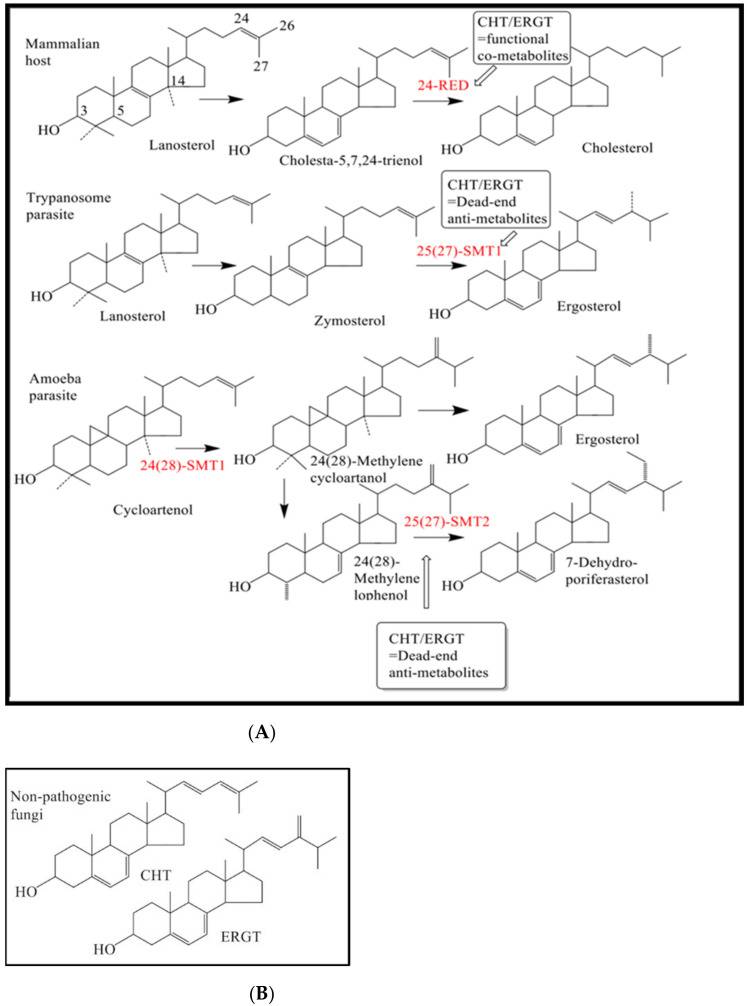 Mammalian
host
24
26
27
14
3
5
HO
Lanosterol
HO
Cholesta-5,7,24-trienol
24-RED
CHT/ERGT
=functional
co-metabolites
HO
Cholesterol
Trypanosome
parasite
HO
Lanosterol
HO
Zymosterol
25(27)-SMT1
CHT/ERGT
=Dead-end
anti-metabolites
HO
Ergosterol
Amoeba
parasite
HO
Cycloartenol
24(28)-SMT1
HO
24(28)-Methylene
cycloartanol
HO
Ergosterol
HO
24(28)-
Methylene
lophenol
25(27)-SMT2
HO
7-Dehydro-
poriferasterol
CHT/ERGT
=Dead-end
anti-metabolites
(A)
Non-pathogenic
fungi
HO
CHT
HO
ERGT
(B)